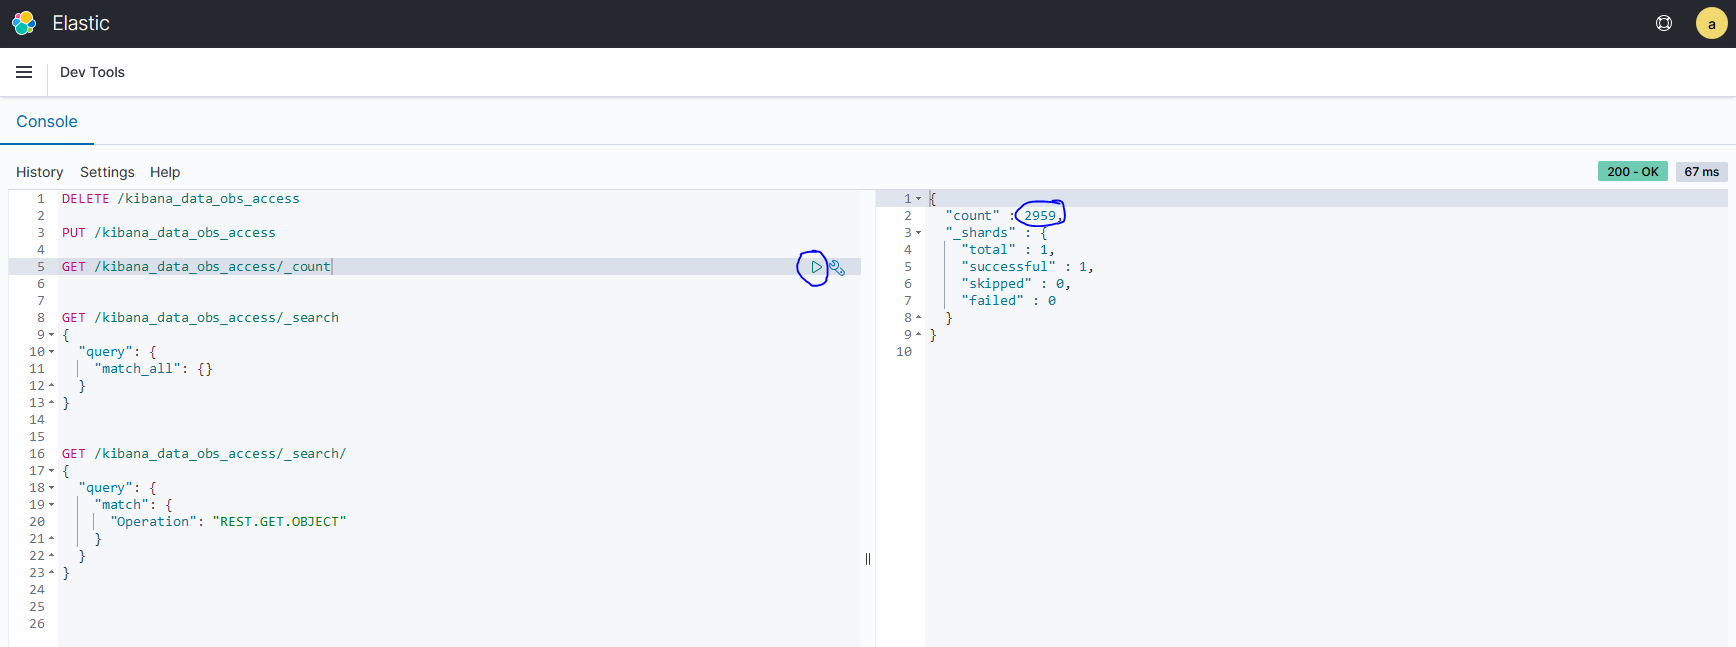 Elastic
a
Dev Tools
Console
History Settings Help
200 - OK 67 ms
1 DELETE /kibana_data_obs_access
2
3 PUT /kibana_data_obs_access
4
5 GET /kibana_data_obs_access/_count
6
7
8 GET /kibana_data_obs_access/_search
9 {
10 "query": {
11 "match_all": {}
12 }
13 }
14
15
16 GET /kibana_data_obs_access/_search/
17 {
18 "query": {
19 "match": {
20 "Operation": "REST.GET.OBJECT"
21 }
22 }
23 }
24
25
26
1 {
2 "count" : 2959,
3 "_shards" : {
4 "total" : 1,
5 "successful" : 1,
6 "skipped" : 0,
7 "failed" : 0
8 }
9 }
10